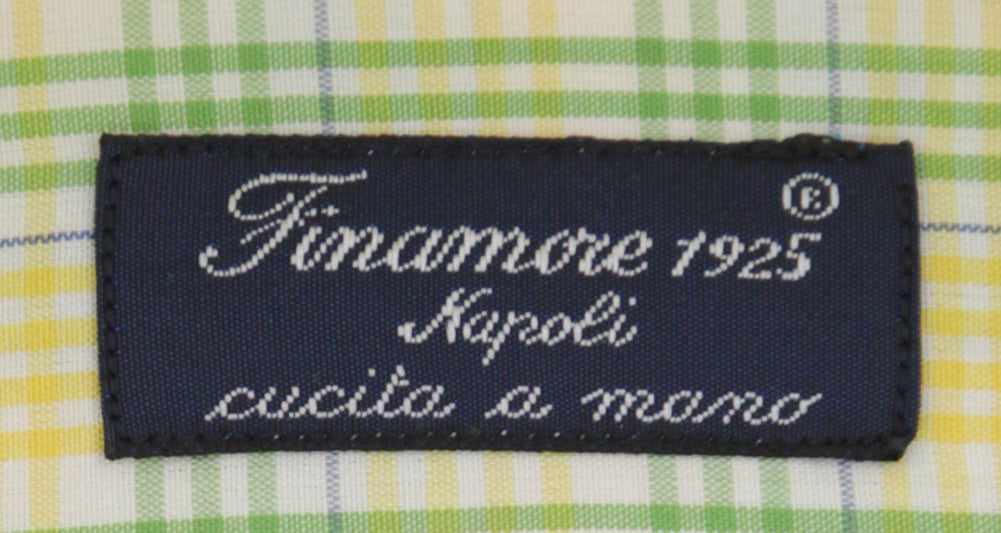 Finamore 1925 ®
Napoli
cucita a mano